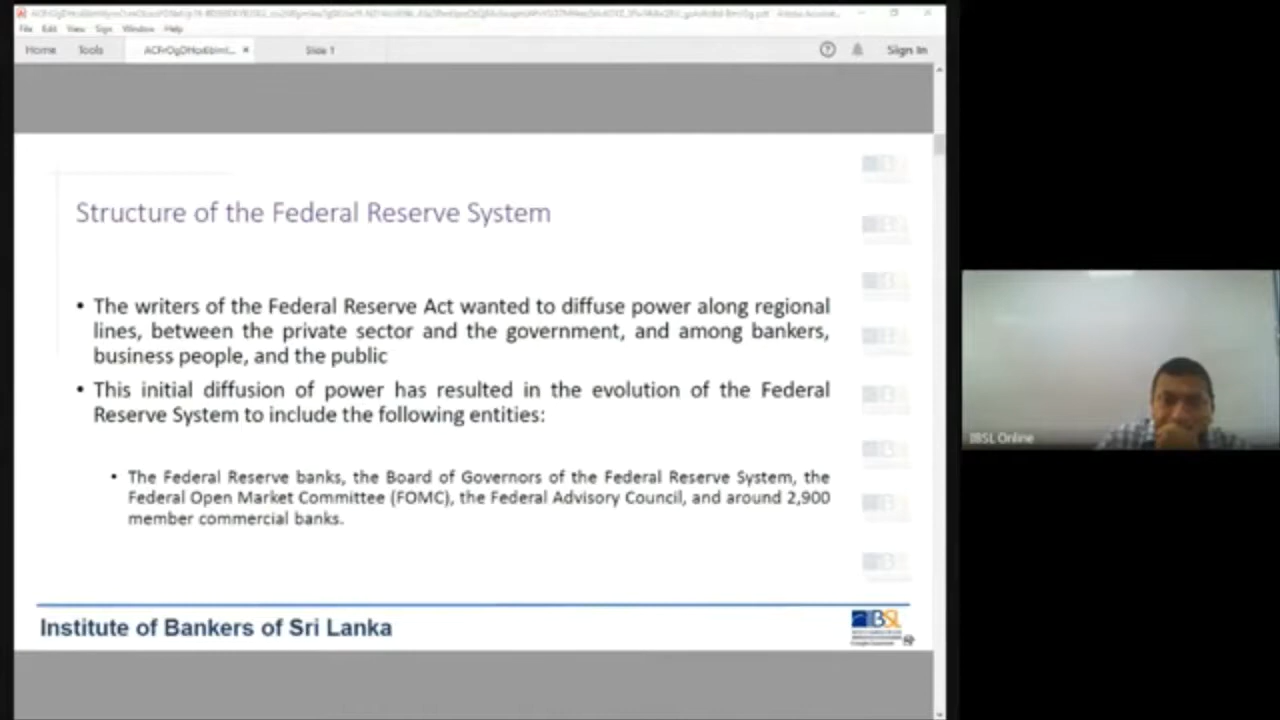 File Edit View Sign Window Help
Home Tools Slide 1 Sign In
Structure of the Federal Reserve System
• The writers of the Federal Reserve Act wanted to diffuse power along regional
lines, between the private sector and the government, and among bankers,
business people, and the public
• This initial diffusion of power has resulted in the evolution of the Federal
Reserve System to include the following entities:
• The Federal Reserve banks, the Board of Governors of the Federal Reserve System, the
Federal Open Market Committee (FOMC), the Federal Advisory Council, and around 2,900
member commercial banks.
Institute of Bankers of Sri Lanka
IBSL
IBSL Online